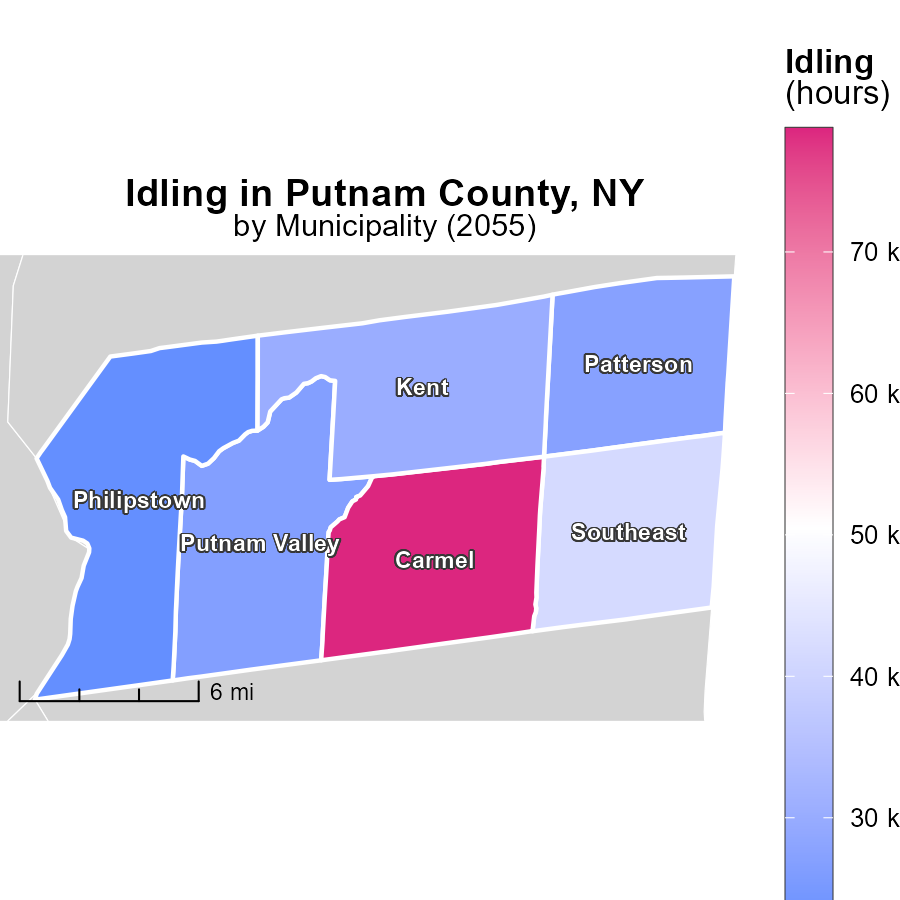 Idling
(hours)
Idling in Putnam County, NY
by Municipality (2055)
70 k
60 k
50 k
40 k
30 k
Patterson
Kent
Philipstown
Putnam Valley
Southeast
Carmel
6 mi